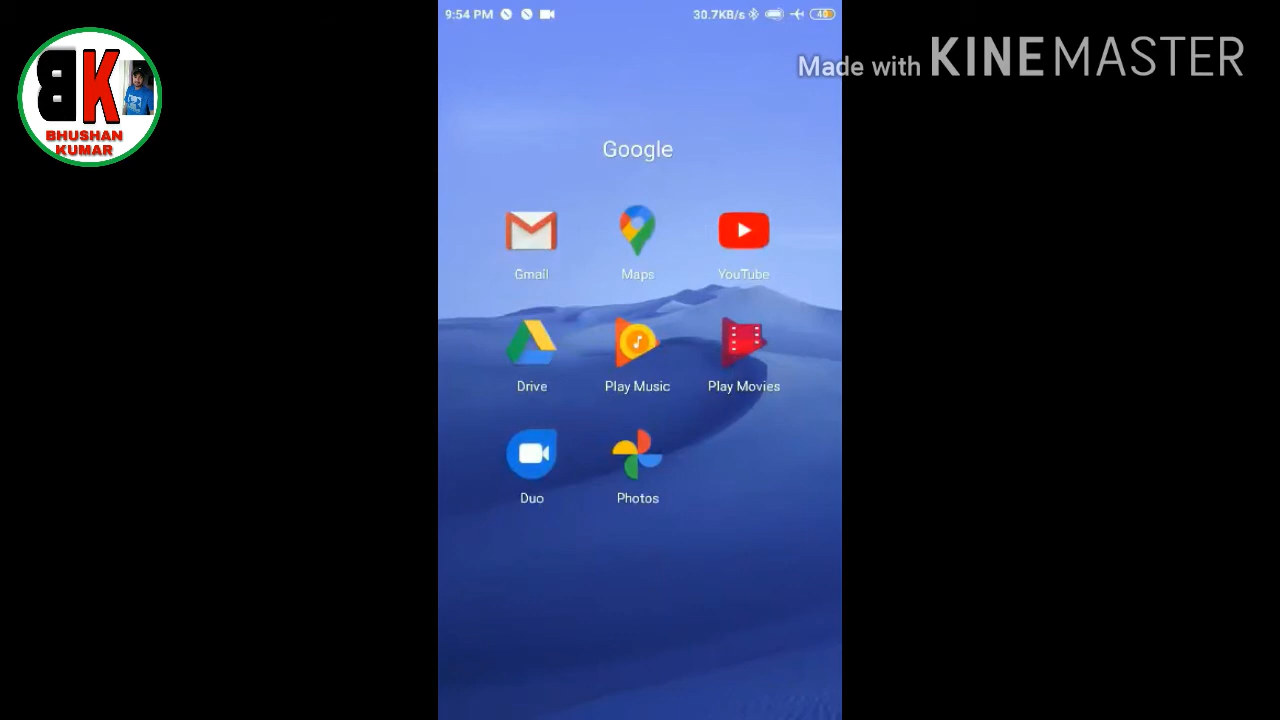 9:54 PM
30.7KB/s
40
Made with KINEMASTER
BK
BHUSHAN
KUMAR
Google
Gmail
Maps
YouTube
Drive
Play Music
Play Movies
Duo
Photos